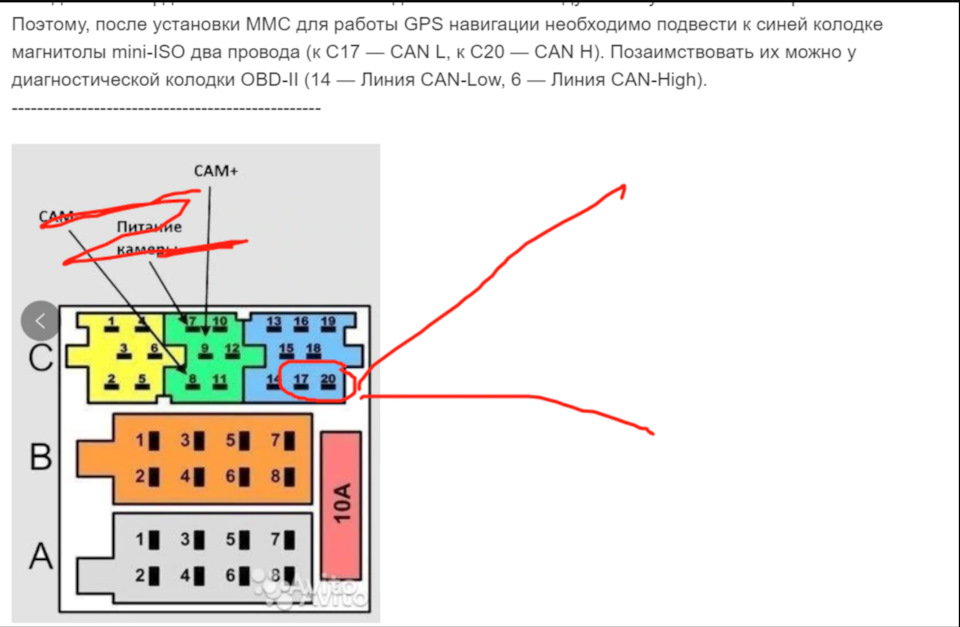 Поэтому, после установки ММС для работы GPS навигации необходимо подвести к синей колодке
магнитолы mini-ISO два провода (к C17 — CAN L, к C20 — CAN H). Позаимствовать их можно у
диагностической колодки OBD-II (14 — Линия CAN-Low, 6 — Линия CAN-High).
------------------------------------------------
CAM+
CAM
Питание
камеры
1 4 7 10 13 16 19
C
3 6 9 12 15 18
2 5 8 11 14 17 20
1 3 5 7
B
2 4 6 8
10A
1 3 5 7
A
2 4 6 8
Avito
Avito